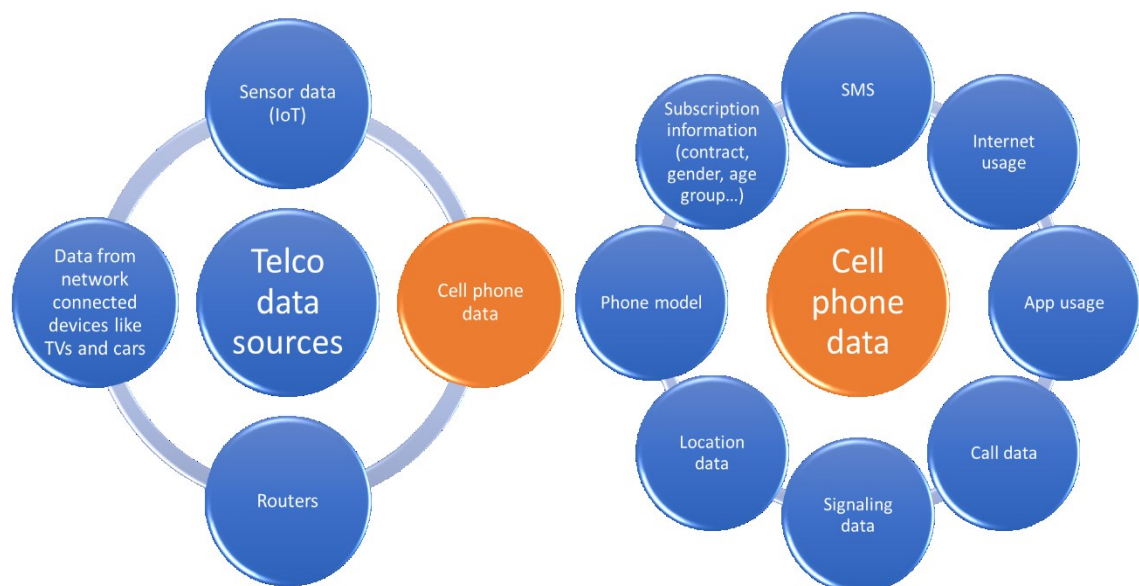 Sensor data
(IoT)
Data from
network
connected
devices like
TVs and cars
Telco
data
sources
Cell phone
data
Routers
SMS
Subscription
information
(contract,
gender, age
group...)
Internet
usage
Phone model
Cell
phone
data
App usage
Location
data
Call data
Signaling
data